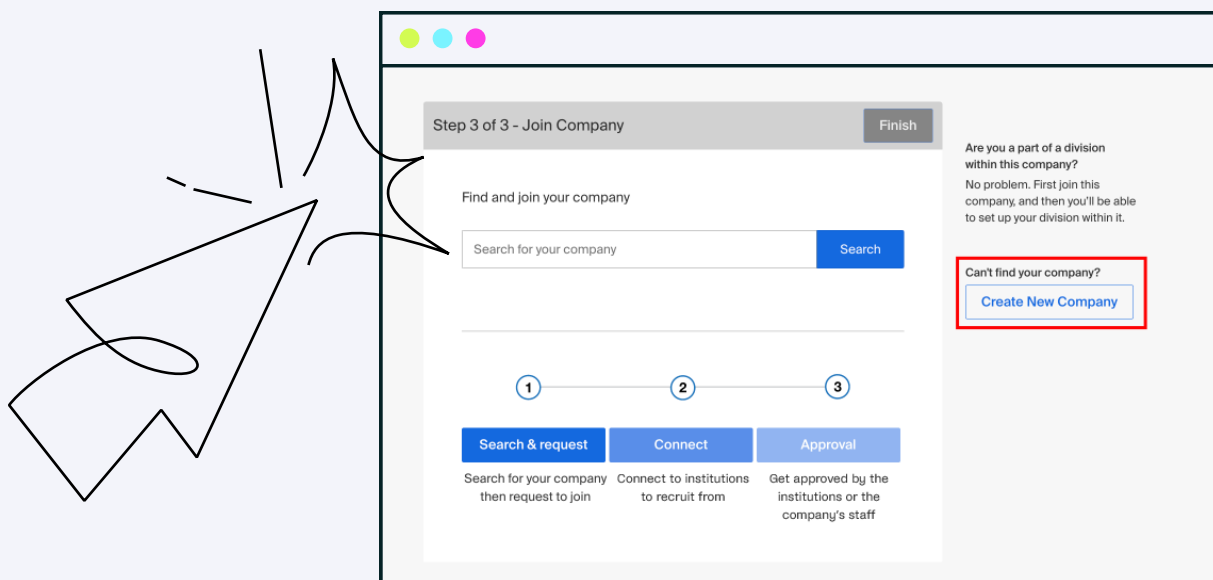 Step 3 of 3 - Join Company
Finish
Find and join your company
Search for your company
Search
1
2
3
Search & request
Connect
Approval
Search for your company
then request to join
Connect to institutions
to recruit from
Get approved by the
institutions or the
company's staff
Are you a part of a division
within this company?
No problem. First join this
company, and then you'll be able
to set up your division within it.
Can't find your company?
Create New Company